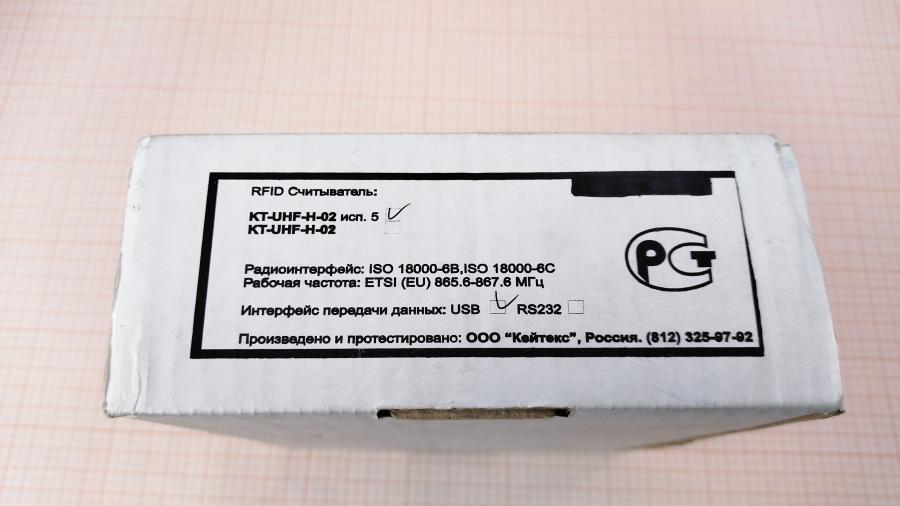 RFID Считыватель:
KT-UHF-H-02 исп. 5
KT-UHF-H-02
Радиоинтерфейс: ISO 18000-6B,ISO 18000-6C
Рабочая частота: ETSI (EU) 865.6-867.6 МГц
Интерфейс передачи данных: USB RS232
Произведено и протестировано: ООО "Кейтекс", Россия. (812) 325-97-92
РСТ